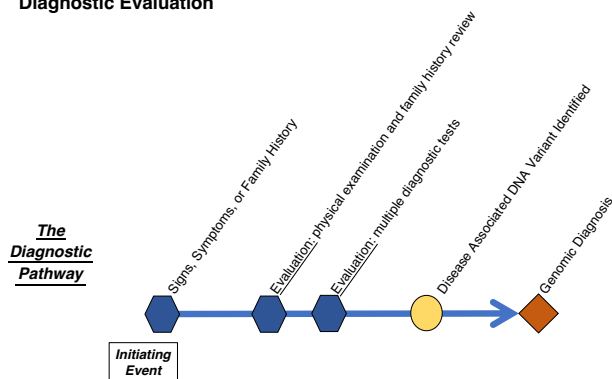 Diagnostic Evaluation
Signs, Symptoms, or Family History
Evaluation: physical examination and family history review
Evaluation: multiple diagnostic tests
Disease Associated DNA Variant Identified
Genomic Diagnosis
The
Diagnostic
Pathway
Initiating
Event